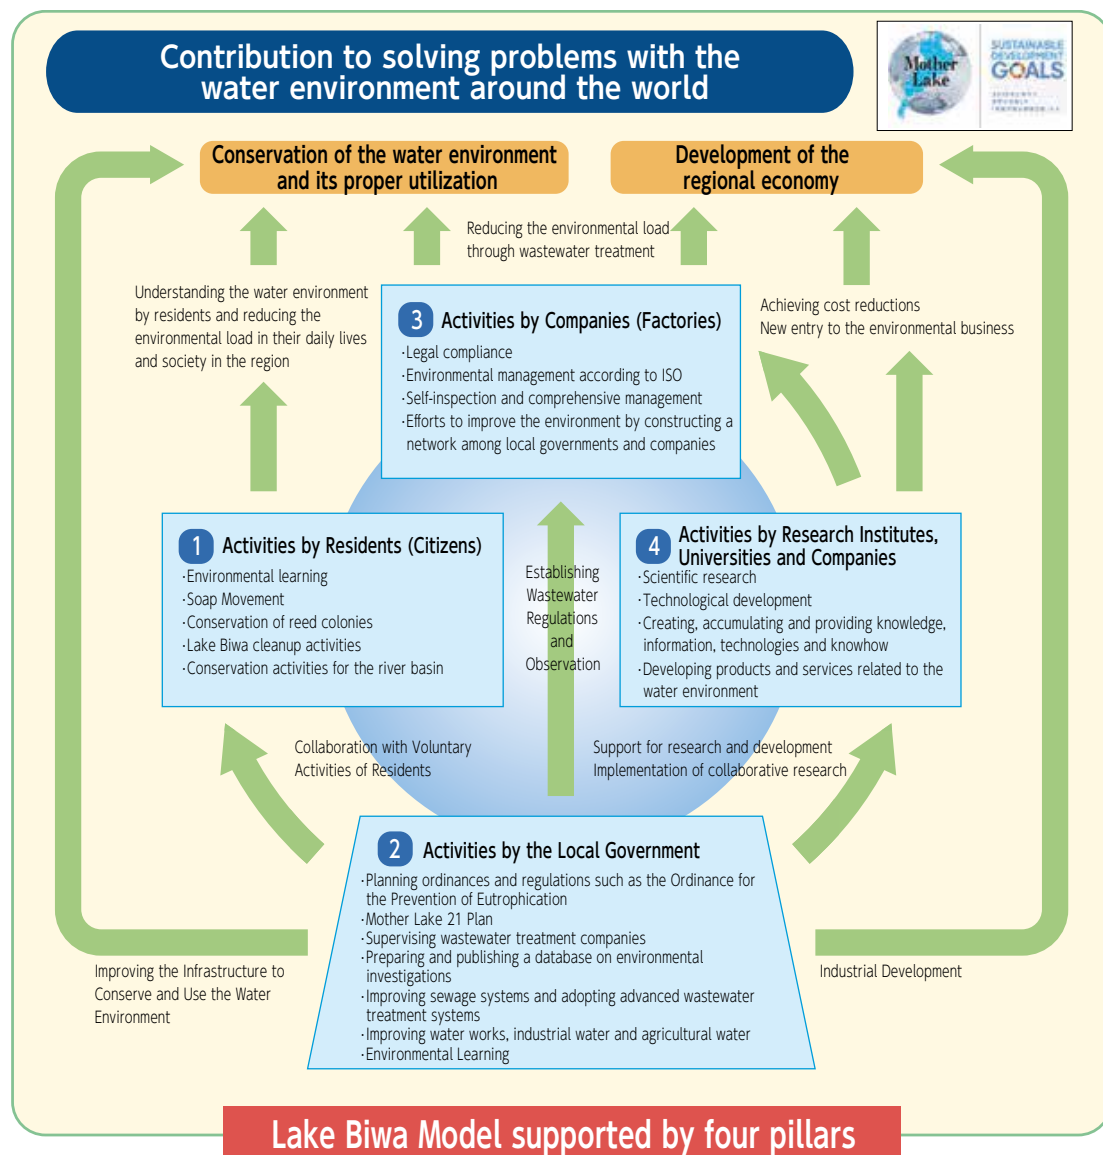 Contribution to solving problems with the
water environment around the world
Mother
Lake
SUSTAINABLE
DEVELOPMENT
GOALS
Conservation of the water environment
and its proper utilization
Development of the
regional economy
Reducing the environmental load
through wastewater treatment
Understanding the water environment
by residents and reducing the
environmental load in their daily lives
and society in the region
Achieving cost reductions
New entry to the environmental business
3 Activities by Companies (Factories)
·Legal compliance
·Environmental management according to ISO
·Self-inspection and comprehensive management
·Efforts to improve the environment by constructing a
network among local governments and companies
1 Activities by Residents (Citizens)
·Environmental learning
·Soap Movement
·Conservation of reed colonies
·Lake Biwa cleanup activities
·Conservation activities for the river basin
Establishing
Wastewater
Regulations
and
Observation
4 Activities by Research Institutes,
Universities and Companies
·Scientific research
·Technological development
·Creating, accumulating and providing knowledge,
information, technologies and knowhow
·Developing products and services related to the
water environment
Collaboration with Voluntary
Activities of Residents
Support for research and development
Implementation of collaborative research
2 Activities by the Local Government
·Planning ordinances and regulations such as the Ordinance for
the Prevention of Eutrophication
·Mother Lake 21 Plan
·Supervising wastewater treatment companies
·Preparing and publishing a database on environmental
investigations
·Improving sewage systems and adopting advanced wastewater
treatment systems
·Improving water works, industrial water and agricultural water
·Environmental Learning
Improving the Infrastructure to
Conserve and Use the Water
Environment
Industrial Development
Lake Biwa Model supported by four pillars